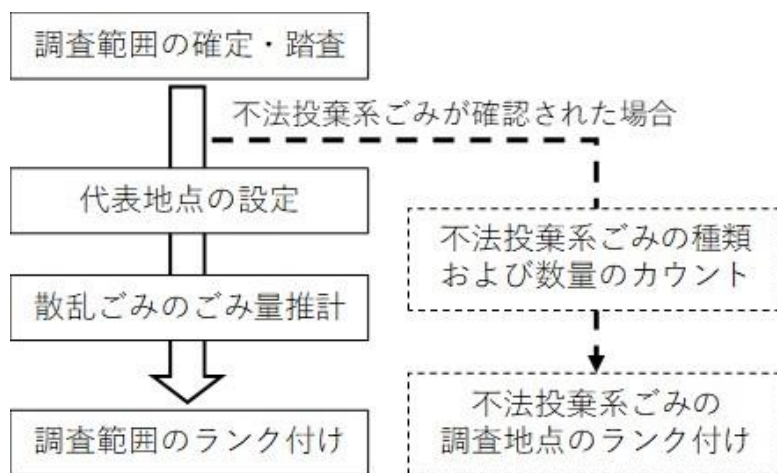 調査範囲の確定・踏査
不法投棄系ごみが確認された場合
代表地点の設定
不法投棄系ごみの種類
および数量のカウント
散乱ごみのごみ量推計
調査範囲のランク付け
不法投棄系ごみの
調査地点のランク付け